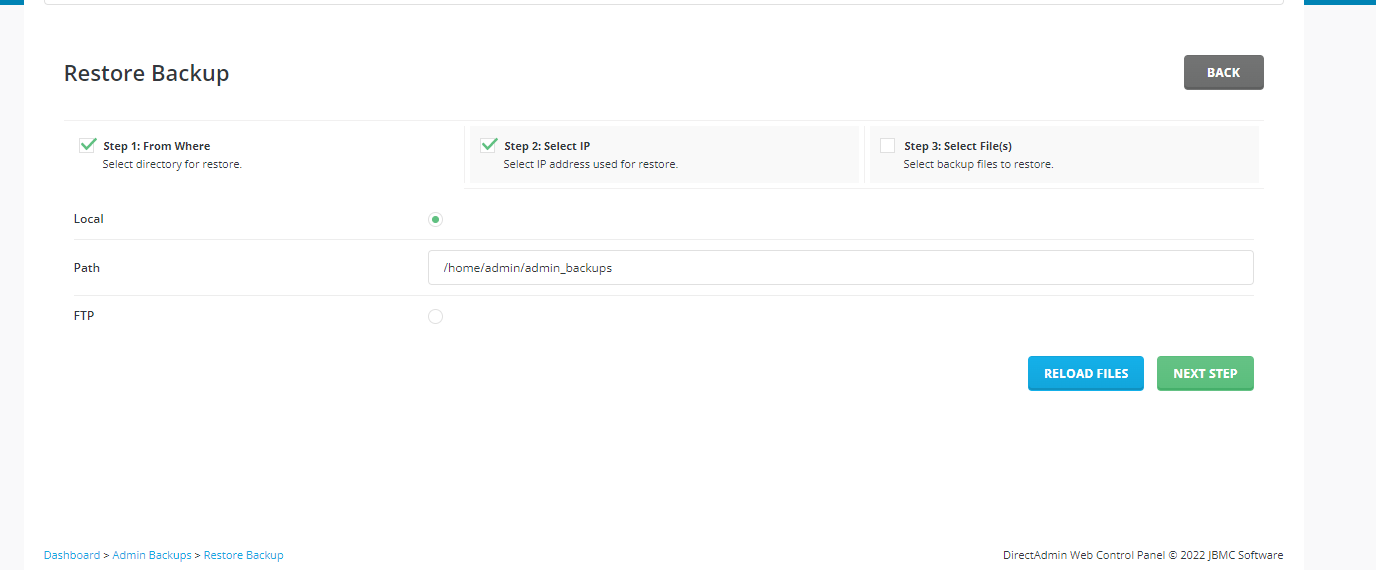 Restore Backup
BACK
Step 1: From Where
Select directory for restore.
Step 2: Select IP
Select IP address used for restore.
Step 3: Select File(s)
Select backup files to restore.
Local
Path
/home/admin/admin_backups
FTP
RELOAD FILES
NEXT STEP
Dashboard > Admin Backups > Restore Backup
DirectAdmin Web Control Panel © 2022 JBMC Software